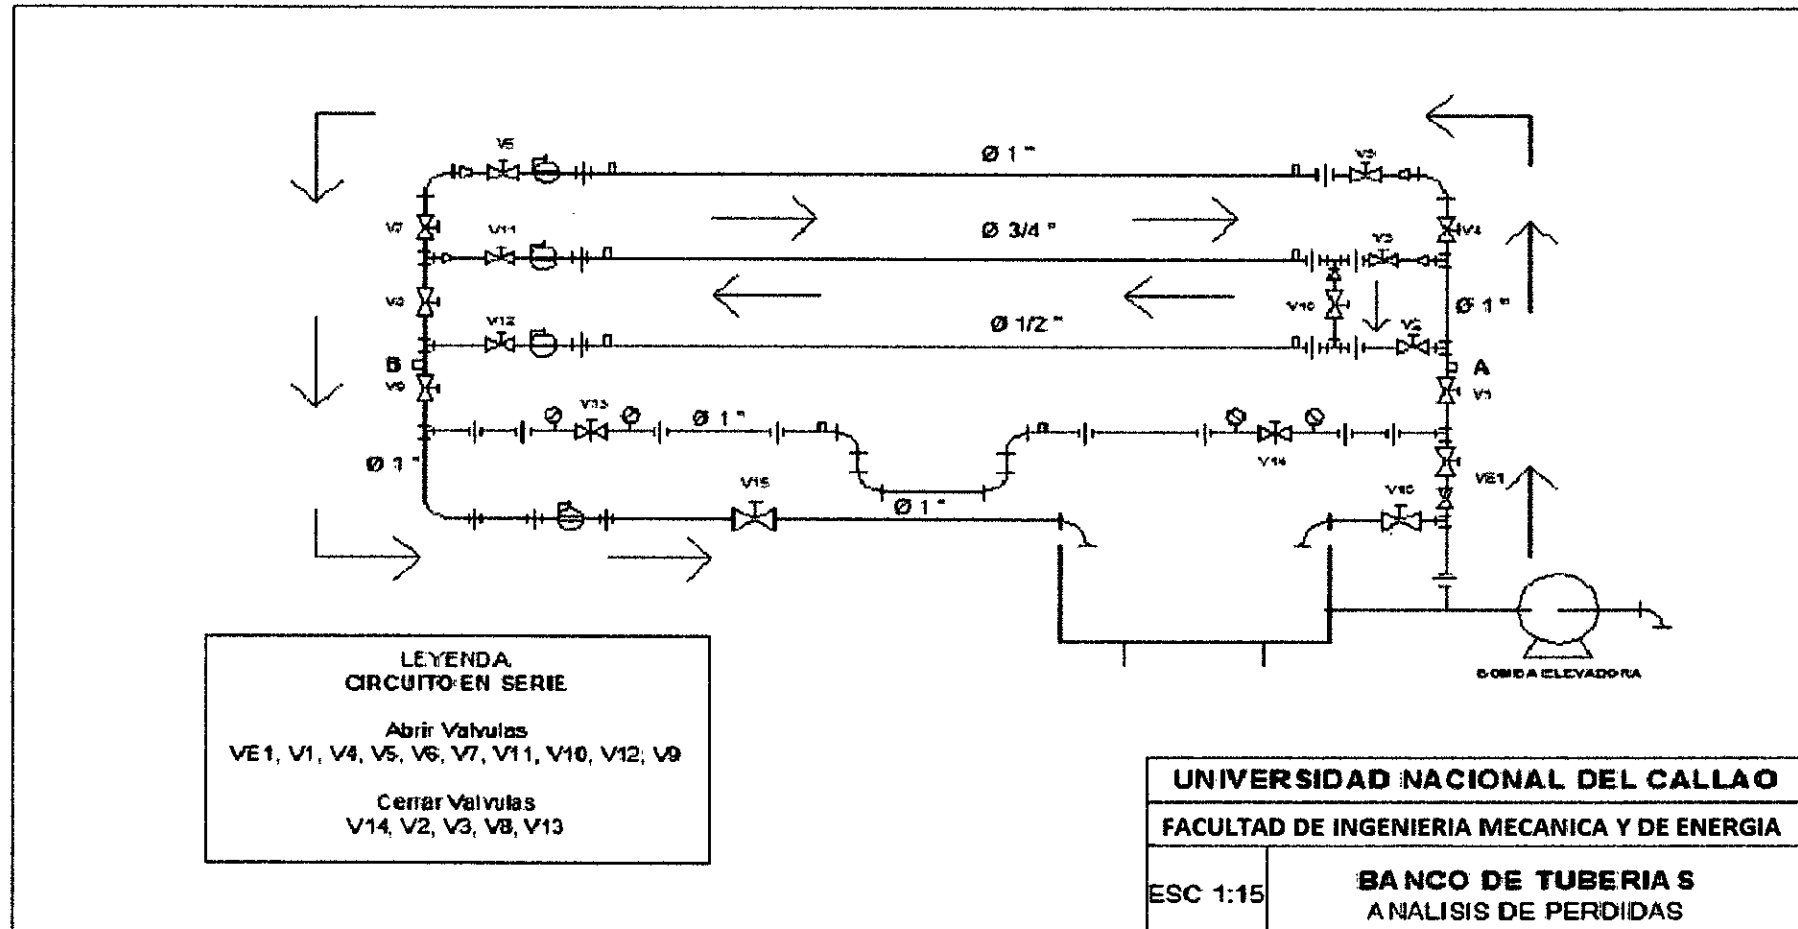 V5
Ø 1"
V7
V11
Ø 3/4"
V3
V4
V12
Ø 1/2"
V10
Ø 1"
B
A
V1
V13
Ø 1"
V14
Ø 1"
V15
Ø 1"
VE1
BOMBA ELEVADORA
LEYENDA
CIRCUITO EN SERIE
Abrir Valvulas
VE1, V1, V4, V5, V6, V7, V11, V10, V12, V9
Cerrar Valvulas
V14, V2, V3, V8, V13
UNIVERSIDAD NACIONAL DEL CALLAO
FACULTAD DE INGENIERIA MECANICA Y DE ENERGIA
ESC 1:15
BANCO DE TUBERIAS
ANALISIS DE PERDIDAS